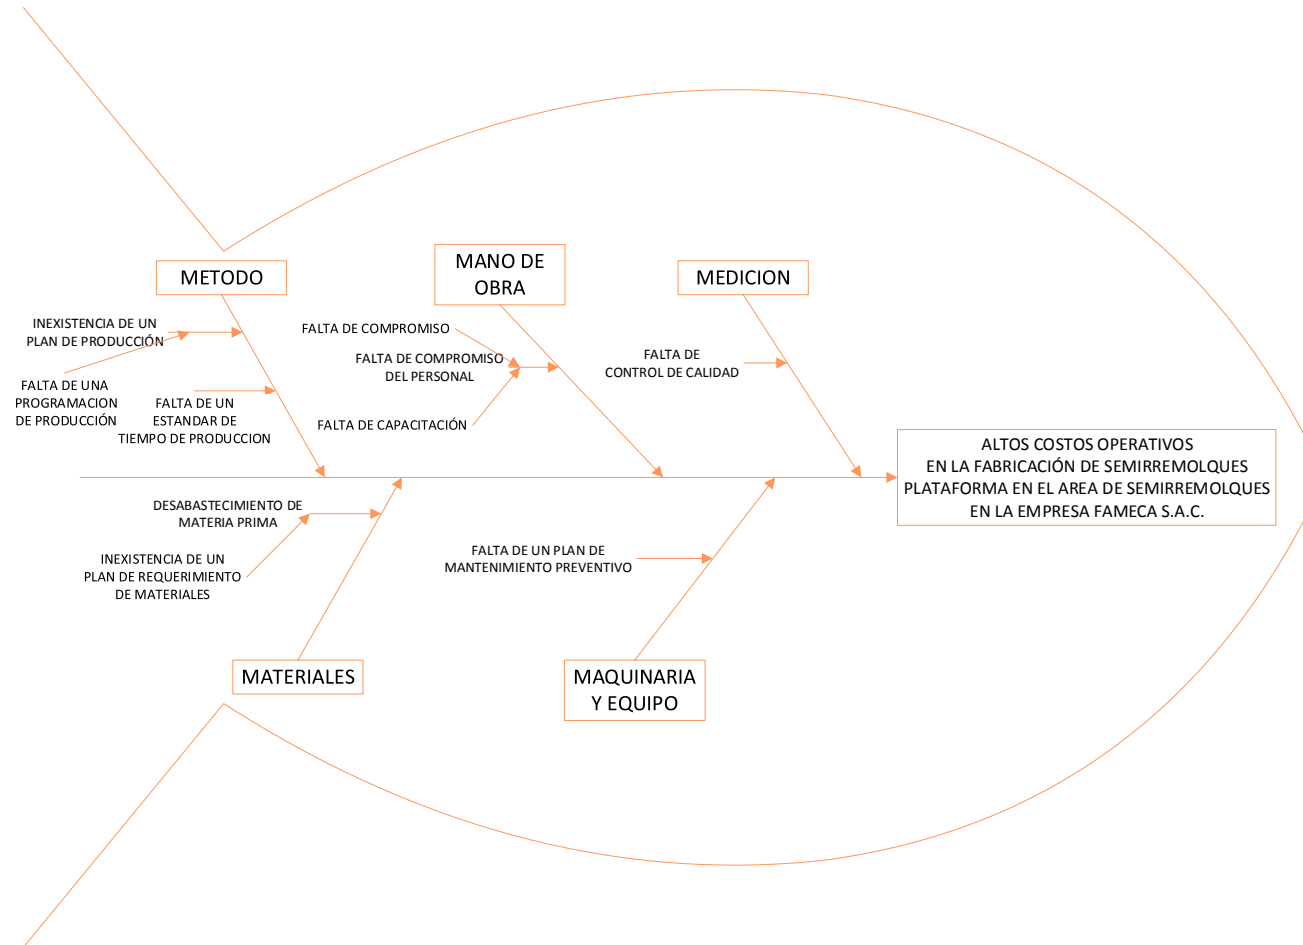 METODO
MANO DE
OBRA
MEDICION
INEXISTENCIA DE UN
PLAN DE PRODUCCIÓN
FALTA DE UNA
PROGRAMACION
DE PRODUCCIÓN
FALTA DE UN
ESTANDAR DE
TIEMPO DE PRODUCCION
FALTA DE COMPROMISO
FALTA DE COMPROMISO
DEL PERSONAL
FALTA DE CAPACITACIÓN
FALTA DE
CONTROL DE CALIDAD
ALTOS COSTOS OPERATIVOS
EN LA FABRICACIÓN DE SEMIRREMOLQUES
PLATAFORMA EN EL AREA DE SEMIRREMOLQUES
EN LA EMPRESA FAMECA S.A.C.
DESABASTECIMIENTO DE
MATERIA PRIMA
INEXISTENCIA DE UN
PLAN DE REQUERIMIENTO
DE MATERIALES
FALTA DE UN PLAN DE
MANTENIMIENTO PREVENTIVO
MATERIALES
MAQUINARIA
Y EQUIPO